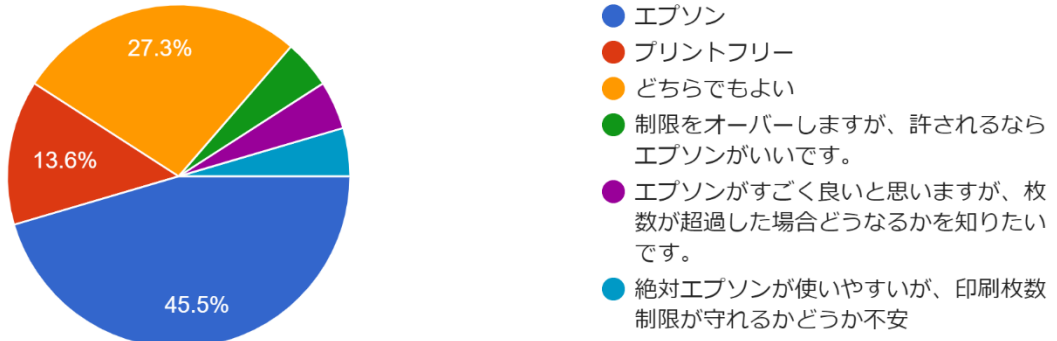 27.3%
13.6%
45.5%
エプソン
プリントフリー
どちらでもよい
制限をオーバーしますが、許されるなら
エプソンがいいです。
エプソンがすごく良いと思いますが、枚
数が超過した場合どうなるかを知りたい
です。
絶対エプソンが使いやすいが、印刷枚数
制限が守れるかどうか不安